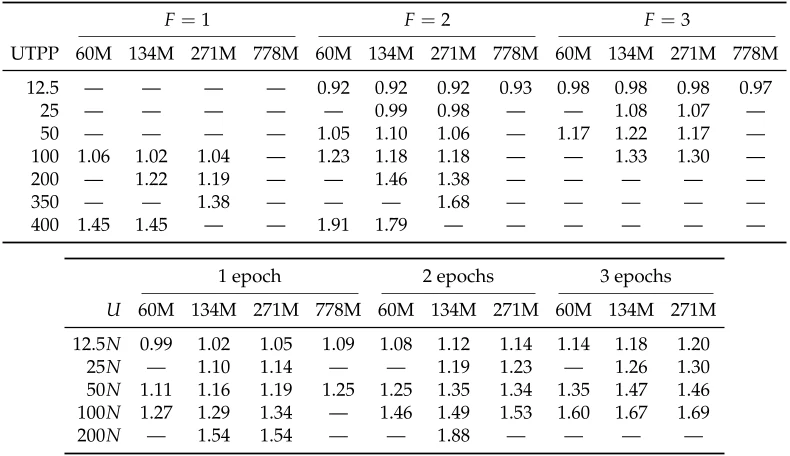 F = 1 F = 2 F = 3
UTPP 60M 134M 271M 778M 60M 134M 271M 778M 60M 134M 271M 778M
12.5 — — — — 0.92 0.92 0.92 0.93 0.98 0.98 0.98 0.97
25 — — — — — 0.99 0.98 — — 1.08 1.07 —
50 — — — — 1.05 1.10 1.06 — 1.17 1.22 1.17 —
100 1.06 1.02 1.04 — 1.23 1.18 1.18 — — 1.33 1.30 —
200 — 1.22 1.19 — — 1.46 1.38 — — — — —
350 — — 1.38 — — — 1.68 — — — — —
400 1.45 1.45 — — 1.91 1.79 — — — — — —
1 epoch 2 epochs 3 epochs
U 60M 134M 271M 778M 60M 134M 271M 60M 134M 271M
12.5N 0.99 1.02 1.05 1.09 1.08 1.12 1.14 1.14 1.18 1.20
25N — 1.10 1.14 — — 1.19 1.23 — 1.26 1.30
50N 1.11 1.16 1.19 1.25 1.25 1.35 1.34 1.35 1.47 1.46
100N 1.27 1.29 1.34 — 1.46 1.49 1.53 1.60 1.67 1.69
200N — 1.54 1.54 — — 1.88 — — — —